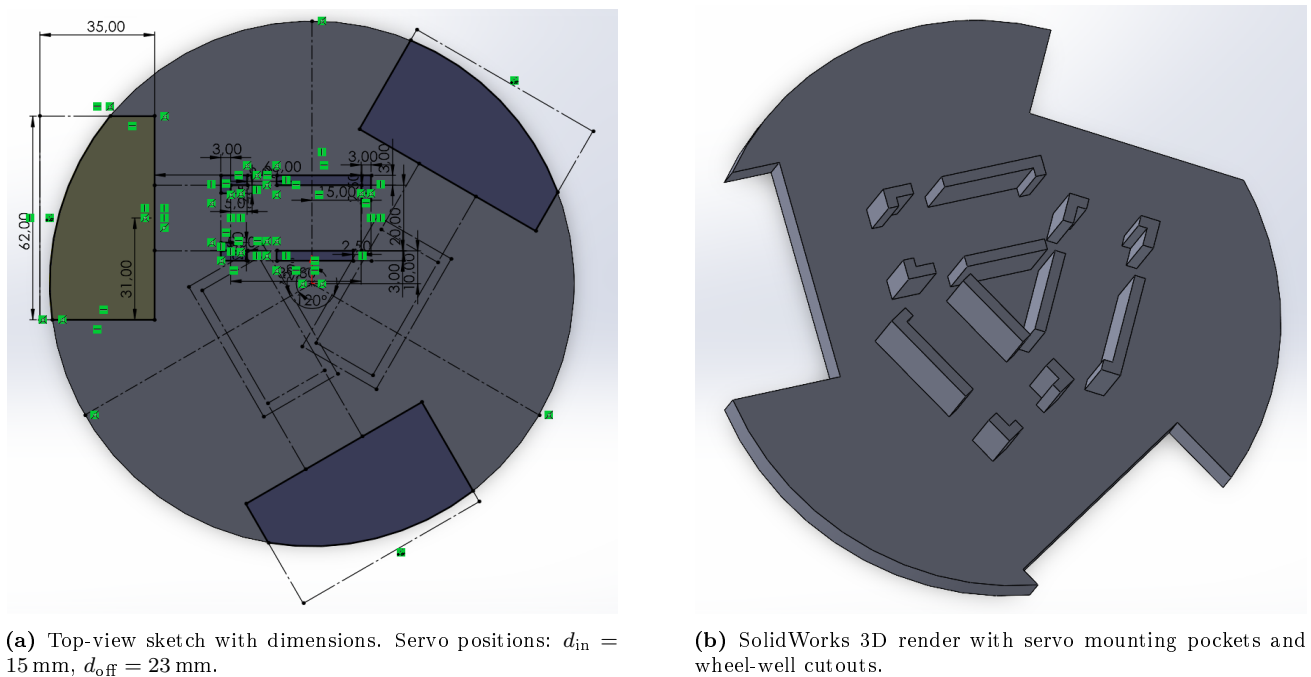 35,00
3,00
3,00
3,00
5,00
62,00
31,00
20,00
2,50
3,00
120°
(a) Top-view sketch with dimensions. Servo positions: d_in =
15 mm, d_off = 23 mm.
(b) SolidWorks 3D render with servo mounting pockets and
wheel-well cutouts.